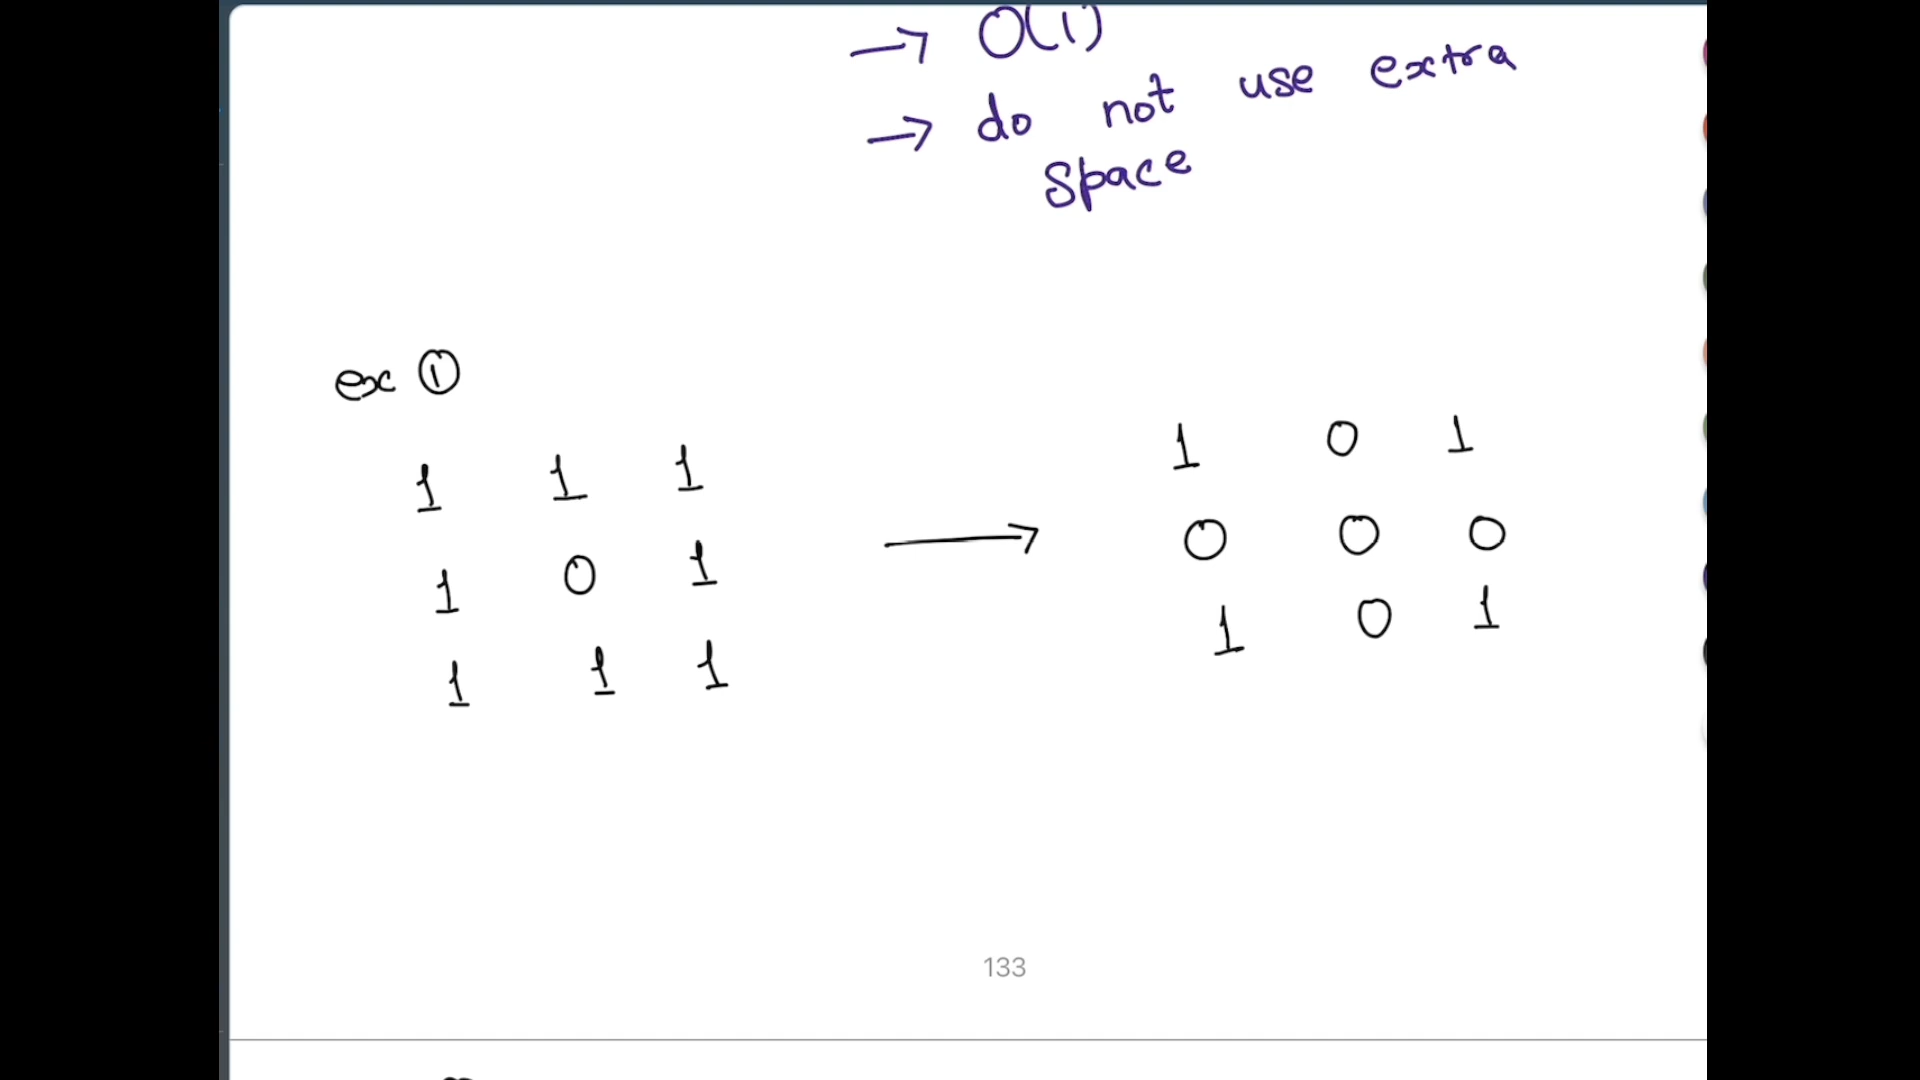 → O(1)
→ do not use extra
space
ex ①
1 1 1
1 0 1
1 1 1
→
1 0 1
0 0 0
1 0 1
133